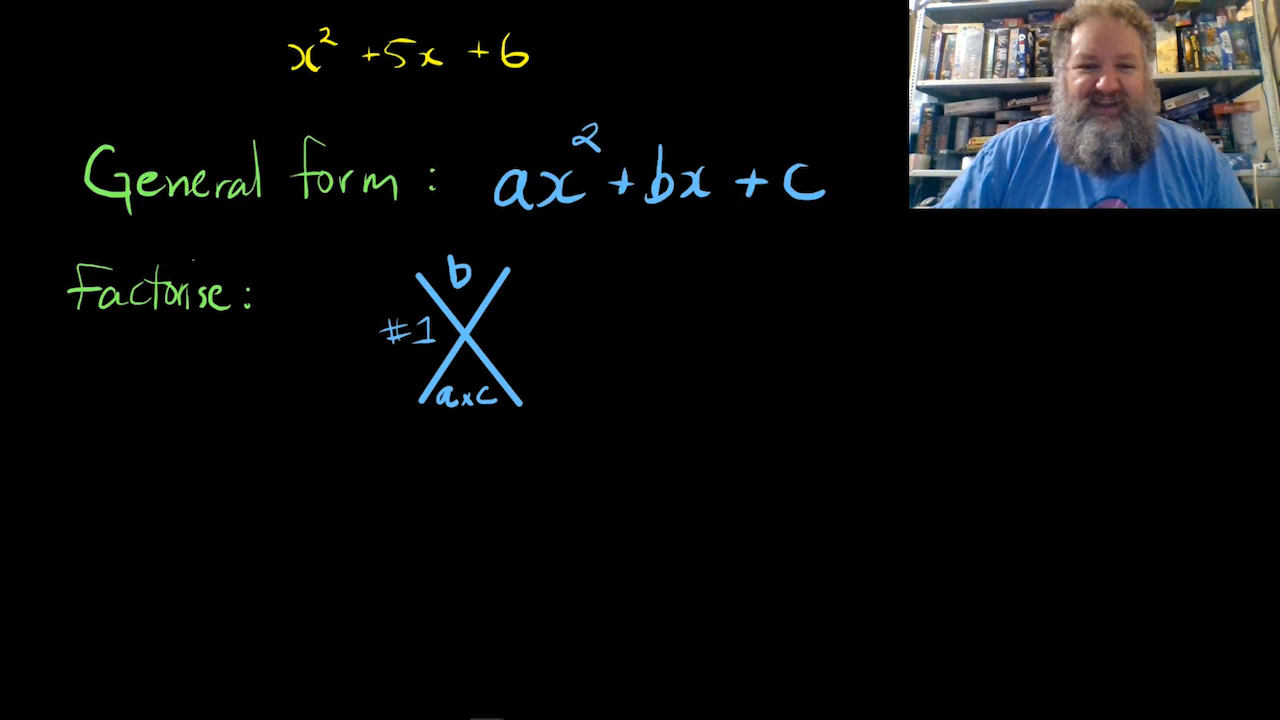 x² +5x +6
General form: ax² + bx + c
Factorise:
b
#1
a×c